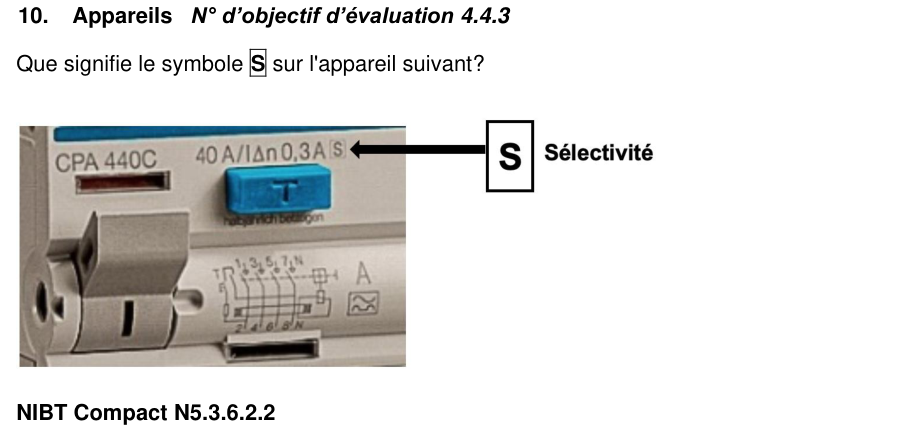 10. Appareils N° d'objectif d'évaluation 4.4.3
Que signifie le symbole S sur l'appareil suivant?
CPA 440C
40 A/IΔn 0,3A S
T
halbjährlich betätigen
1 3 5 7 N
T
A
2 4 6 8 N
S Sélectivité
NIBT Compact N5.3.6.2.2